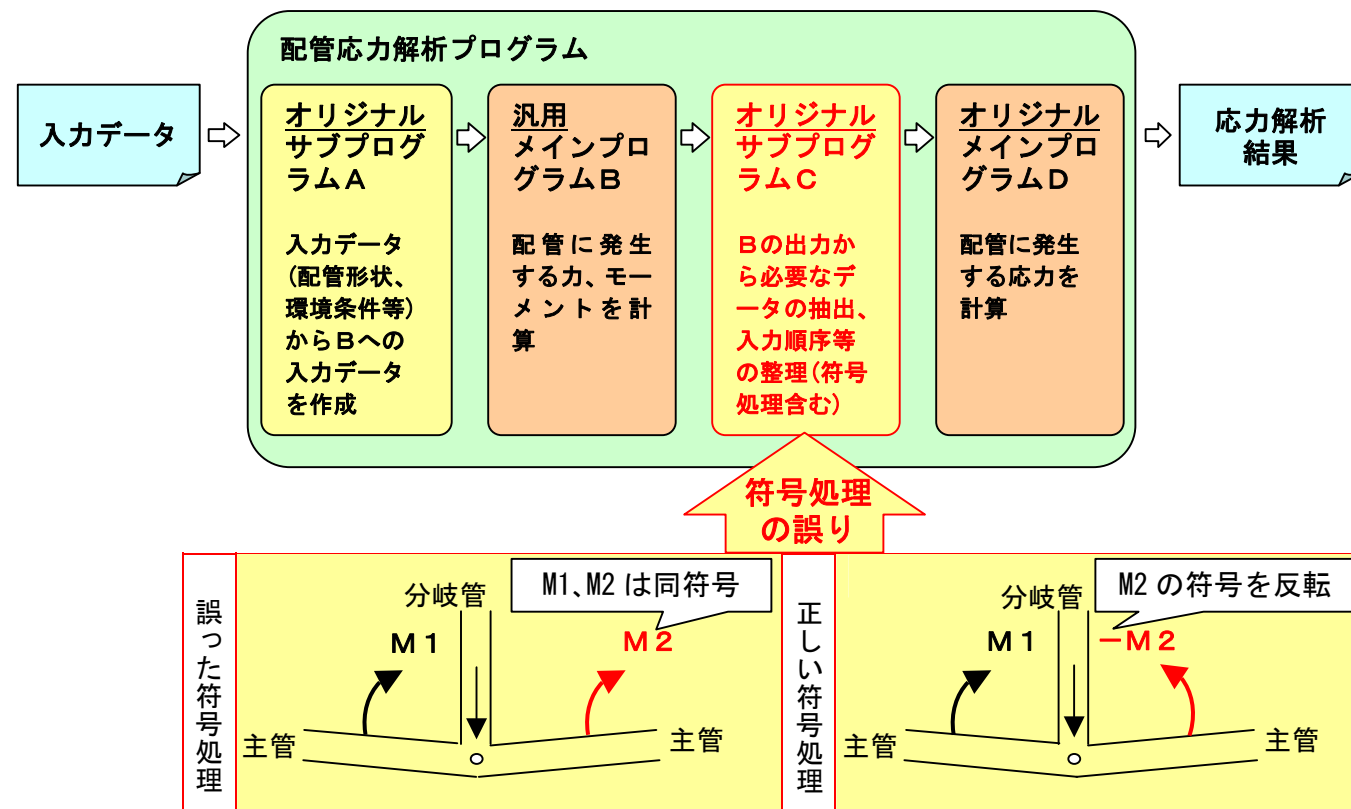 配管応力解析プログラム
入力データ
オリジナル
サブプログ
ラムA
入力データ
(配管形状、
環境条件等)
からBへの
入力データ
を作成
汎用
メインプロ
グラムB
配管に発生
する力、モー
メントを計
算
オリジナル
サブプログ
ラムC
Bの出力か
ら必要なデ
ータの抽出、
入力順序等
の整理(符号
処理含む)
オリジナル
メインプロ
グラムD
配管に発生
する応力を
計算
応力解析
結果
符号処理
の誤り
誤った符号処理
M1、M2 は同符号
分岐管
M1
M2
主管
主管
正しい符号処理
M2 の符号を反転
分岐管
M1
-M2
主管
主管